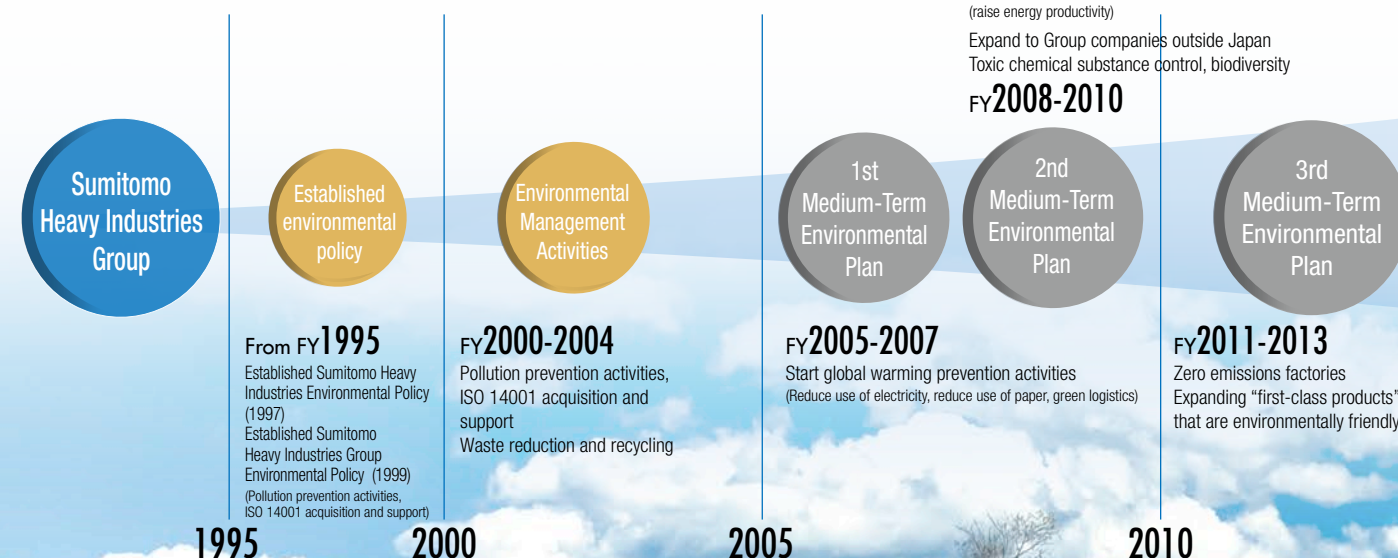 (raise energy productivity)
Expand to Group companies outside Japan
Toxic chemical substance control, biodiversity
FY2008-2010
Sumitomo
Heavy Industries
Group
Established
environmental
policy
Environmental
Management
Activities
1st
Medium-Term
Environmental
Plan
2nd
Medium-Term
Environmental
Plan
3rd
Medium-Term
Environmental
Plan
From FY1995
Established Sumitomo Heavy
Industries Environmental Policy
(1997)
Established Sumitomo
Heavy Industries Group
Environmental Policy (1999)
(Pollution prevention activities,
ISO 14001 acquisition and support)
FY2000-2004
Pollution prevention activities,
ISO 14001 acquisition and
support
Waste reduction and recycling
FY2005-2007
Start global warming prevention activities
(Reduce use of electricity, reduce use of paper, green logistics)
FY2011-2013
Zero emissions factories
Expanding “first-class products”
that are environmentally friendly
1995
2000
2005
2010